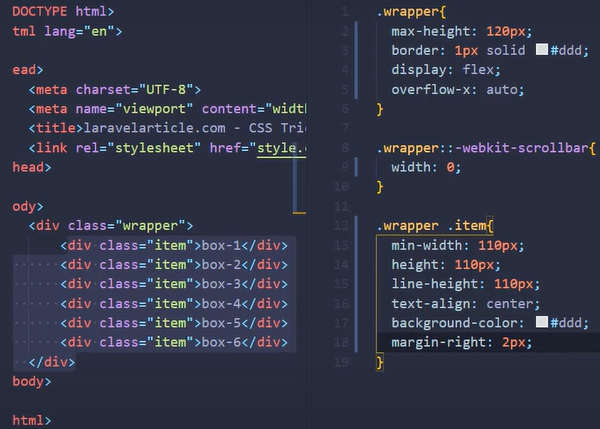 DOCTYPE html>
tml lang="en">
ead>
<meta charset="UTF-8">
<meta name="viewport" content="width
<title>laravelarticle.com - CSS Tric
<link rel="stylesheet" href="style.c
head>
ody>
<div class="wrapper">
<div class="item">box-1</div>
<div class="item">box-2</div>
<div class="item">box-3</div>
<div class="item">box-4</div>
<div class="item">box-5</div>
<div class="item">box-6</div>
</div>
body>
html>
1 .wrapper{
2 max-height: 120px;
3 border: 1px solid #ddd;
4 display: flex;
5 overflow-x: auto;
6 }
7
8 .wrapper::-webkit-scrollbar{
9 width: 0;
10 }
11
12 .wrapper .item{
13 min-width: 110px;
14 height: 110px;
15 line-height: 110px;
16 text-align: center;
17 background-color: #ddd;
18 margin-right: 2px;
19 }